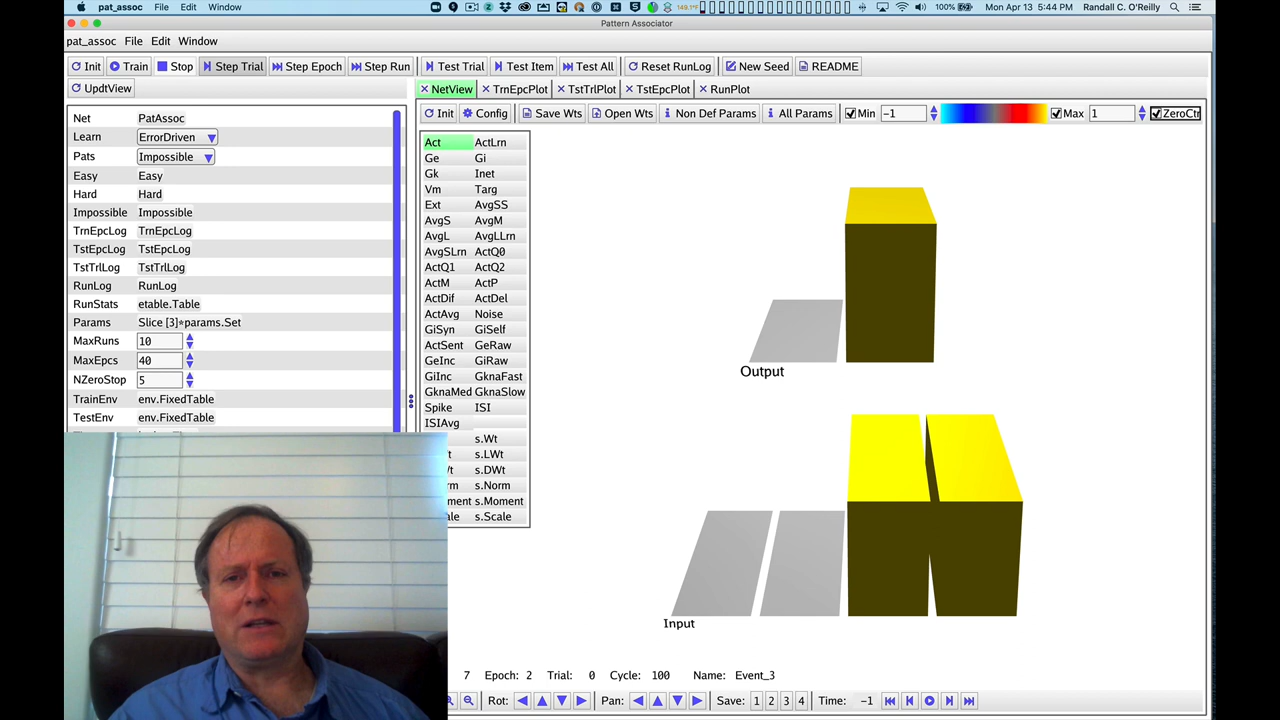 pat_assoc File Edit Window 149.1°F 100% Mon Apr 13 5:44 PM Randall C. O'Reilly
Pattern Associator
pat_assoc File Edit Window
Init Train Stop Step Trial Step Epoch Step Run Test Trial Test Item Test All Reset RunLog New Seed README
UpdtView
NetView TrnEpcPlot TstTrlPlot TstEpcPlot RunPlot
Init Config Save Wts Open Wts Non Def Params All Params Min -1 Max 1 ZeroCtr
Net PatAssoc
Learn ErrorDriven
Pats Impossible
Easy Easy
Hard Hard
Impossible Impossible
TrnEpcLog TrnEpcLog
TstEpcLog TstEpcLog
TstTrlLog TstTrlLog
RunLog RunLog
RunStats etable.Table
Params Slice [3]*params.Set
MaxRuns 10
MaxEpcs 40
NZeroStop 5
TrainEnv env.FixedTable
TestEnv env.FixedTable
Act ActLrn
Ge Gi
Gk Inet
Vm Targ
Ext AvgSS
AvgS AvgM
AvgL AvgLLrn
AvgSLrn ActQ0
ActQ1 ActQ2
ActM ActP
ActDif ActDel
ActAvg Noise
GiSyn GiSelf
ActSent GeRaw
GeInc GiRaw
GiInc GknaFast
GknaMed GknaSlow
Spike ISI
ISIAvg
s.Wt
t s.LWt
Wt s.DWt
rm s.Norm
ment s.Moment
ale s.Scale
Output
Input
7 Epoch: 2 Trial: 0 Cycle: 100 Name: Event_3
Rot: Pan: Save: 1 2 3 4 Time: -1